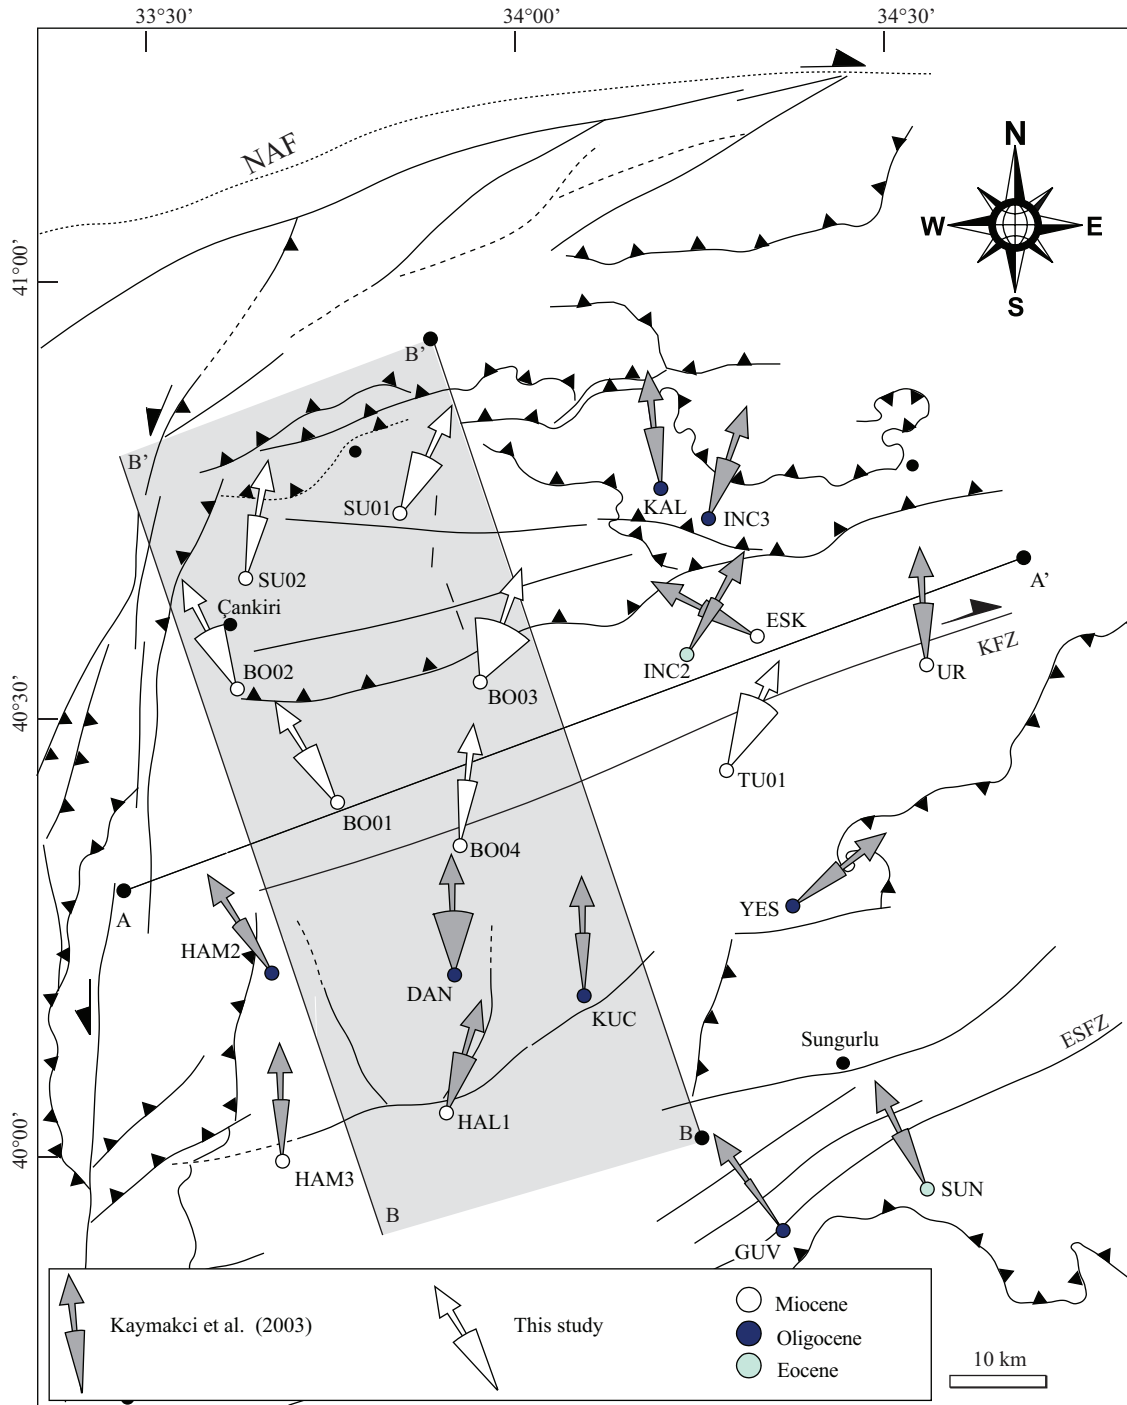 33°30’
34°00’
34°30’
NAF
N
W
E
S
41°00’
B’
B’
SU01
KAL
INC3
SU02
Çankiri
A’
ESK
KFZ
INC2
UR
BO02
BO03
40°30’
TU01
BO01
BO04
A
YES
HAM2
DAN
KUC
ESFZ
Sungurlu
HAL1
B
40°00’
HAM3
SUN
B
GUV
Kaymakci et al. (2003)
This study
Miocene
Oligocene
Eocene
10 km